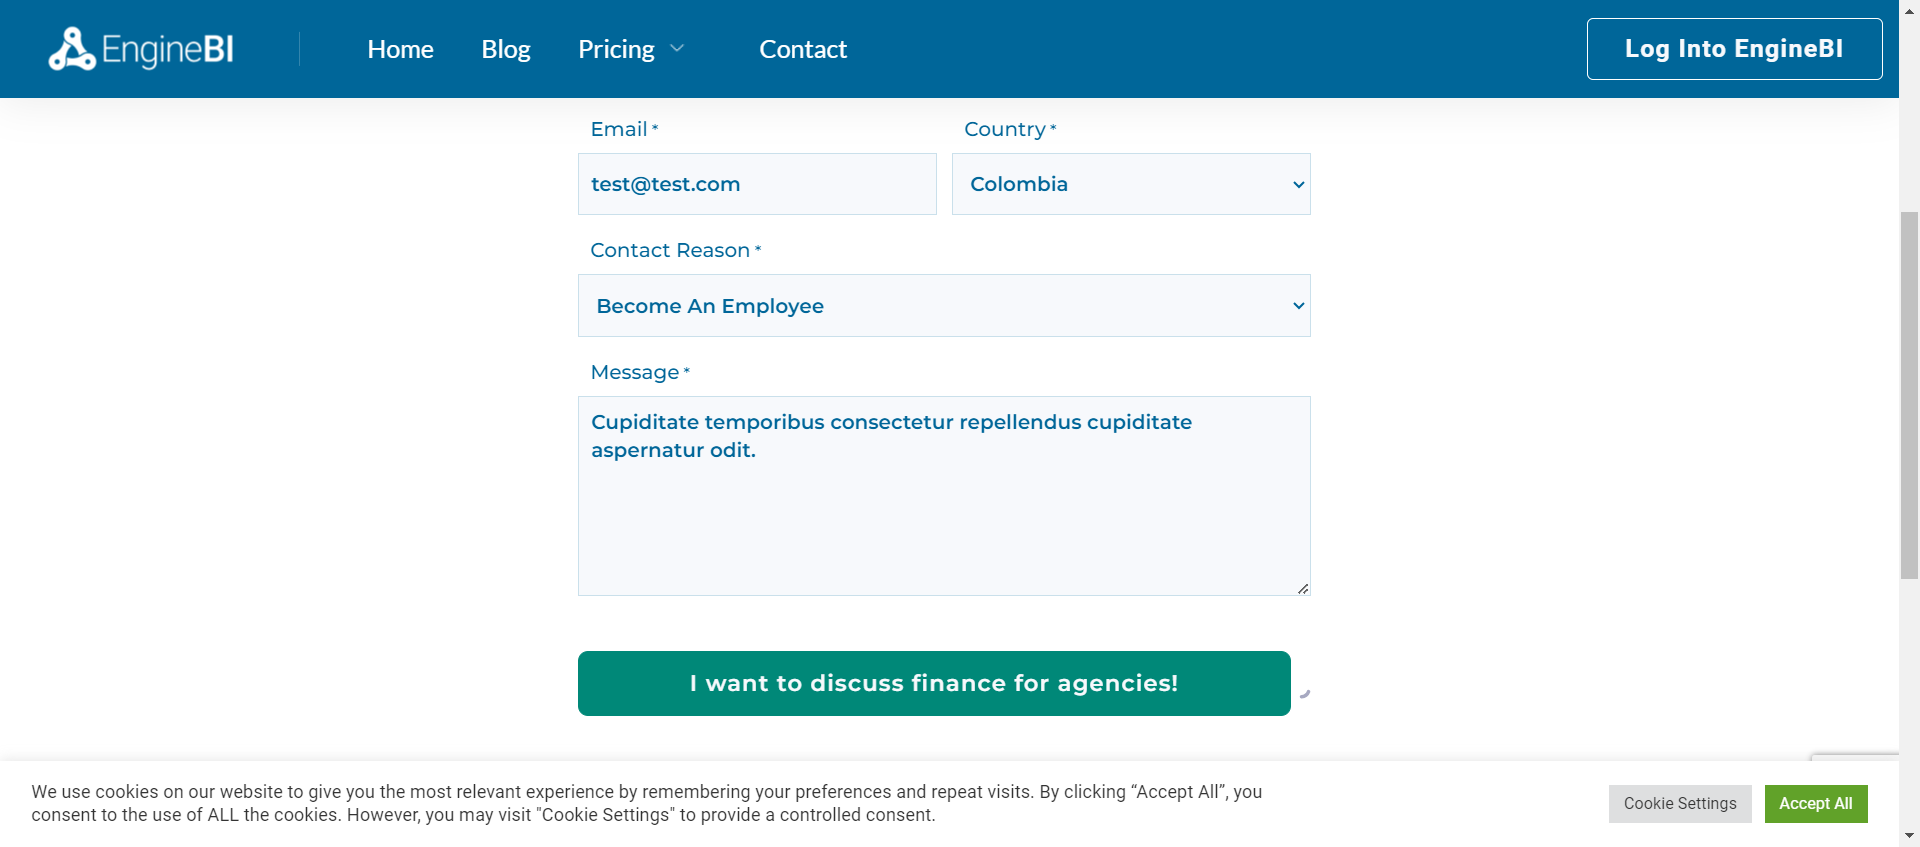 EngineBI
Home Blog Pricing Contact
Log Into EngineBI
Email * Country *
test@test.com Colombia
Contact Reason *
Become An Employee
Message *
Cupiditate temporibus consectetur repellendus cupiditate
aspernatur odit.
I want to discuss finance for agencies!
We use cookies on our website to give you the most relevant experience by remembering your preferences and repeat visits. By clicking “Accept All”, you
consent to the use of ALL the cookies. However, you may visit "Cookie Settings" to provide a controlled consent.
Cookie Settings Accept All